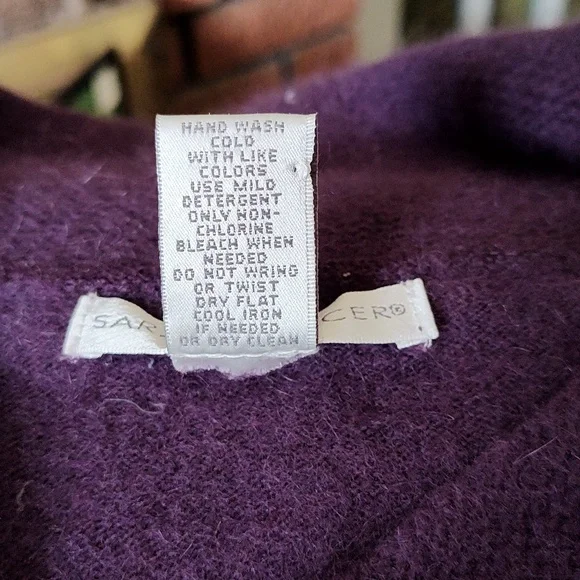 HAND WASH
COLD
WITH LIKE
COLORS
USE MILD
DETERGENT
ONLY NON-
CHLORINE
BLEACH WHEN
NEEDED
DO NOT WRING
OR TWIST
DRY FLAT
COOL IRON
IF NEEDED
OR DRY CLEAN
SAR
CER®